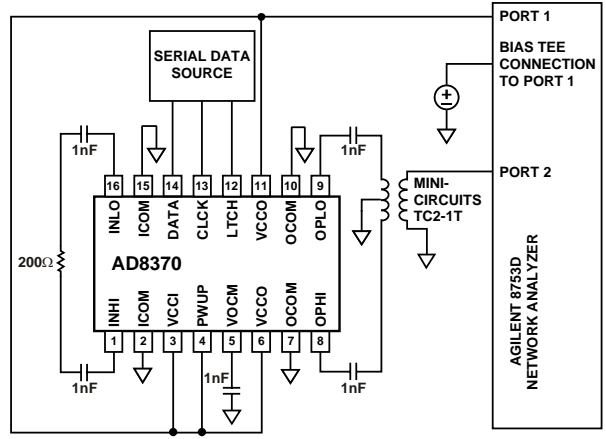 PORT 1
BIAS TEE
CONNECTION
TO PORT 1
SERIAL DATA
SOURCE
1nF
1nF
16
15
14
13
12
11
10
9
INLO
ICOM
DATA
CLCK
LTCH
VCCO
OCOM
OPLO
PORT 2
MINI-
CIRCUITS
TC2-1T
200Ω
AD8370
INHI
ICOM
VCCI
PWUP
VOCM
VCCO
OCOM
OPHI
1
2
3
4
5
6
7
8
1nF
1nF
1nF
AGILENT 8753D
NETWORK ANALYZER